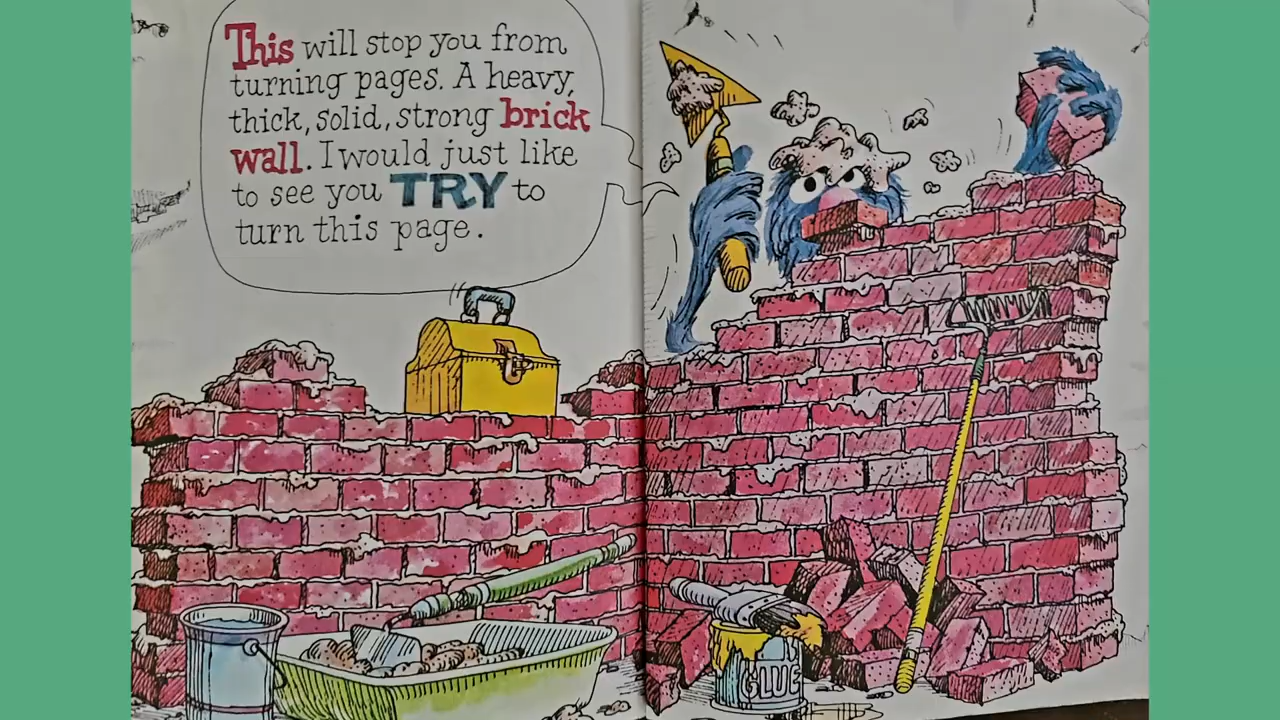 This will stop you from
turning pages. A heavy,
thick, solid, strong brick
wall. I would just like
to see you TRY to
turn this page.
GLUE